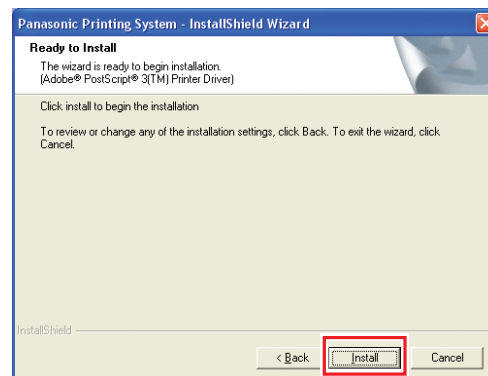 Panasonic Printing System - InstallShield Wizard
Ready to Install
The wizard is ready to begin installation.
(Adobe® PostScript® 3(TM) Printer Driver)
Click install to begin the installation
To review or change any of the installation settings, click Back. To exit the wizard, click
Cancel.
InstallShield
< Back Install Cancel